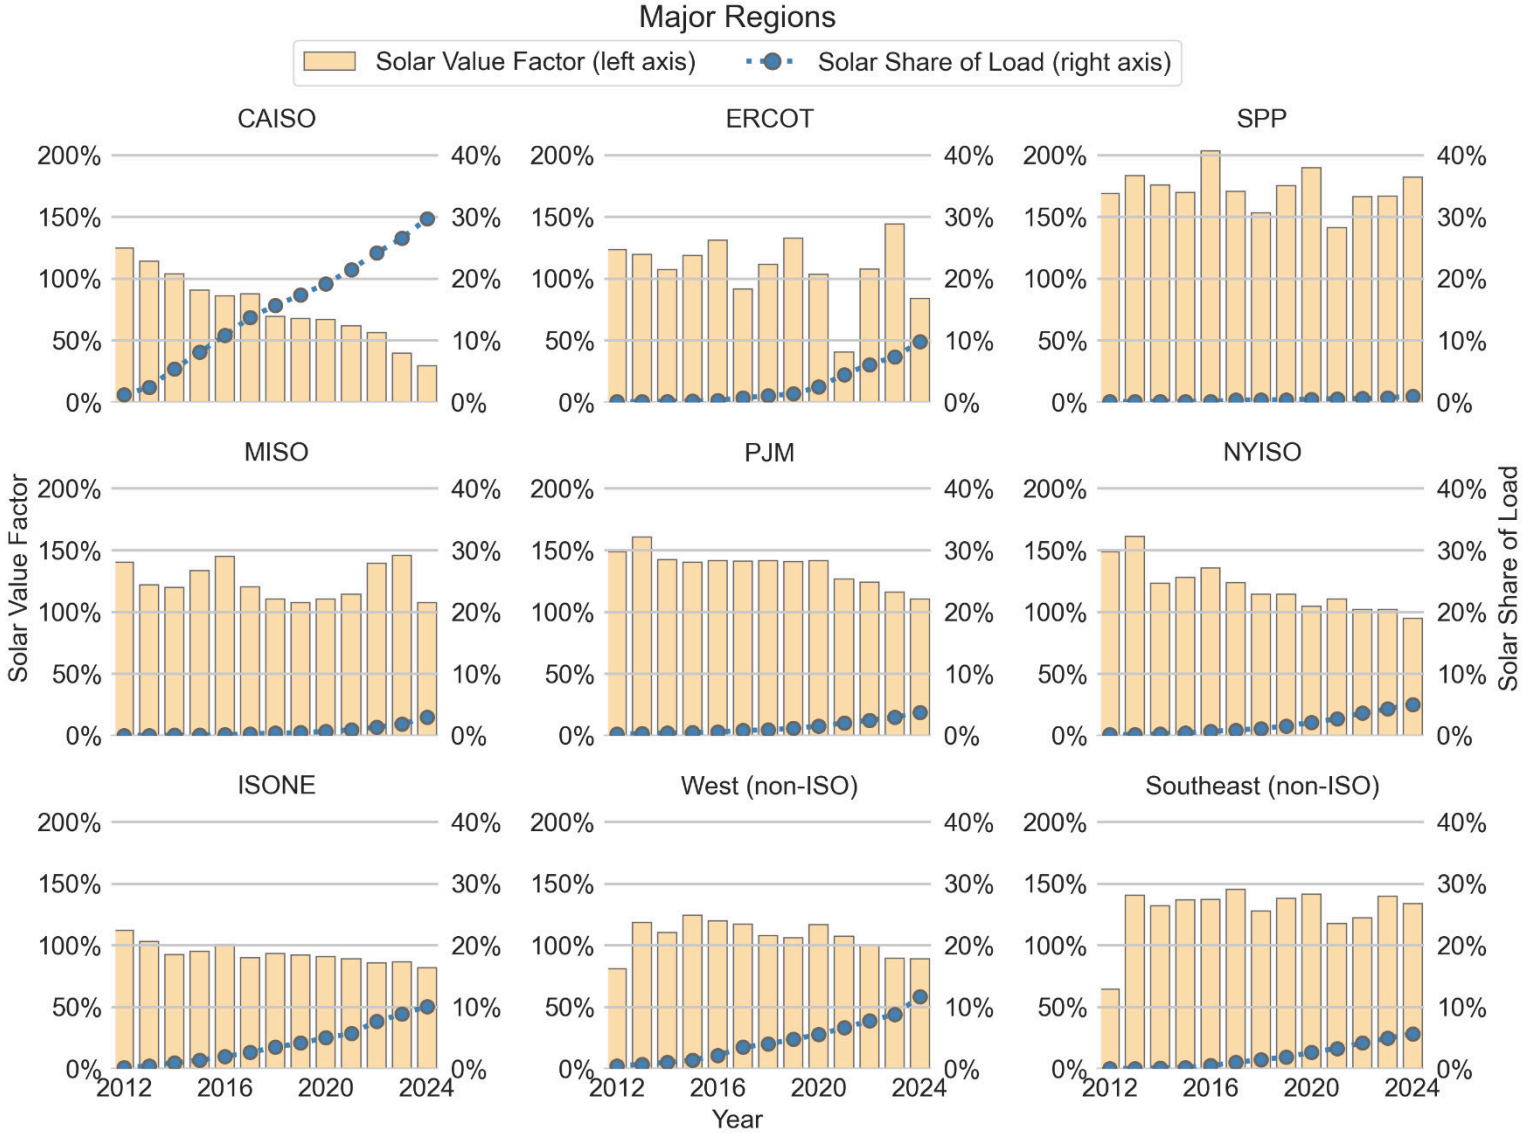 Major Regions
Solar Value Factor (left axis) Solar Share of Load (right axis)
CAISO ERCOT SPP
200% 40% 200% 40% 200% 40%
150% 30% 150% 30% 150% 30%
100% 20% 100% 20% 100% 20%
50% 10% 50% 10% 50% 10%
0% 0% 0% 0% 0% 0%
MISO PJM NYISO
Solar Value Factor
200% 40% 200% 40% 200% 40%
150% 30% 150% 30% 150% 30%
100% 20% 100% 20% 100% 20%
50% 10% 50% 10% 50% 10%
0% 0% 0% 0% 0% 0%
Solar Share of Load
ISONE West (non-ISO) Southeast (non-ISO)
200% 40% 200% 40% 200% 40%
150% 30% 150% 30% 150% 30%
100% 20% 100% 20% 100% 20%
50% 10% 50% 10% 50% 10%
0% 0% 0% 0% 0% 0%
2012 2016 2020 2024 2012 2016 2020 2024 2012 2016 2020 2024
Year